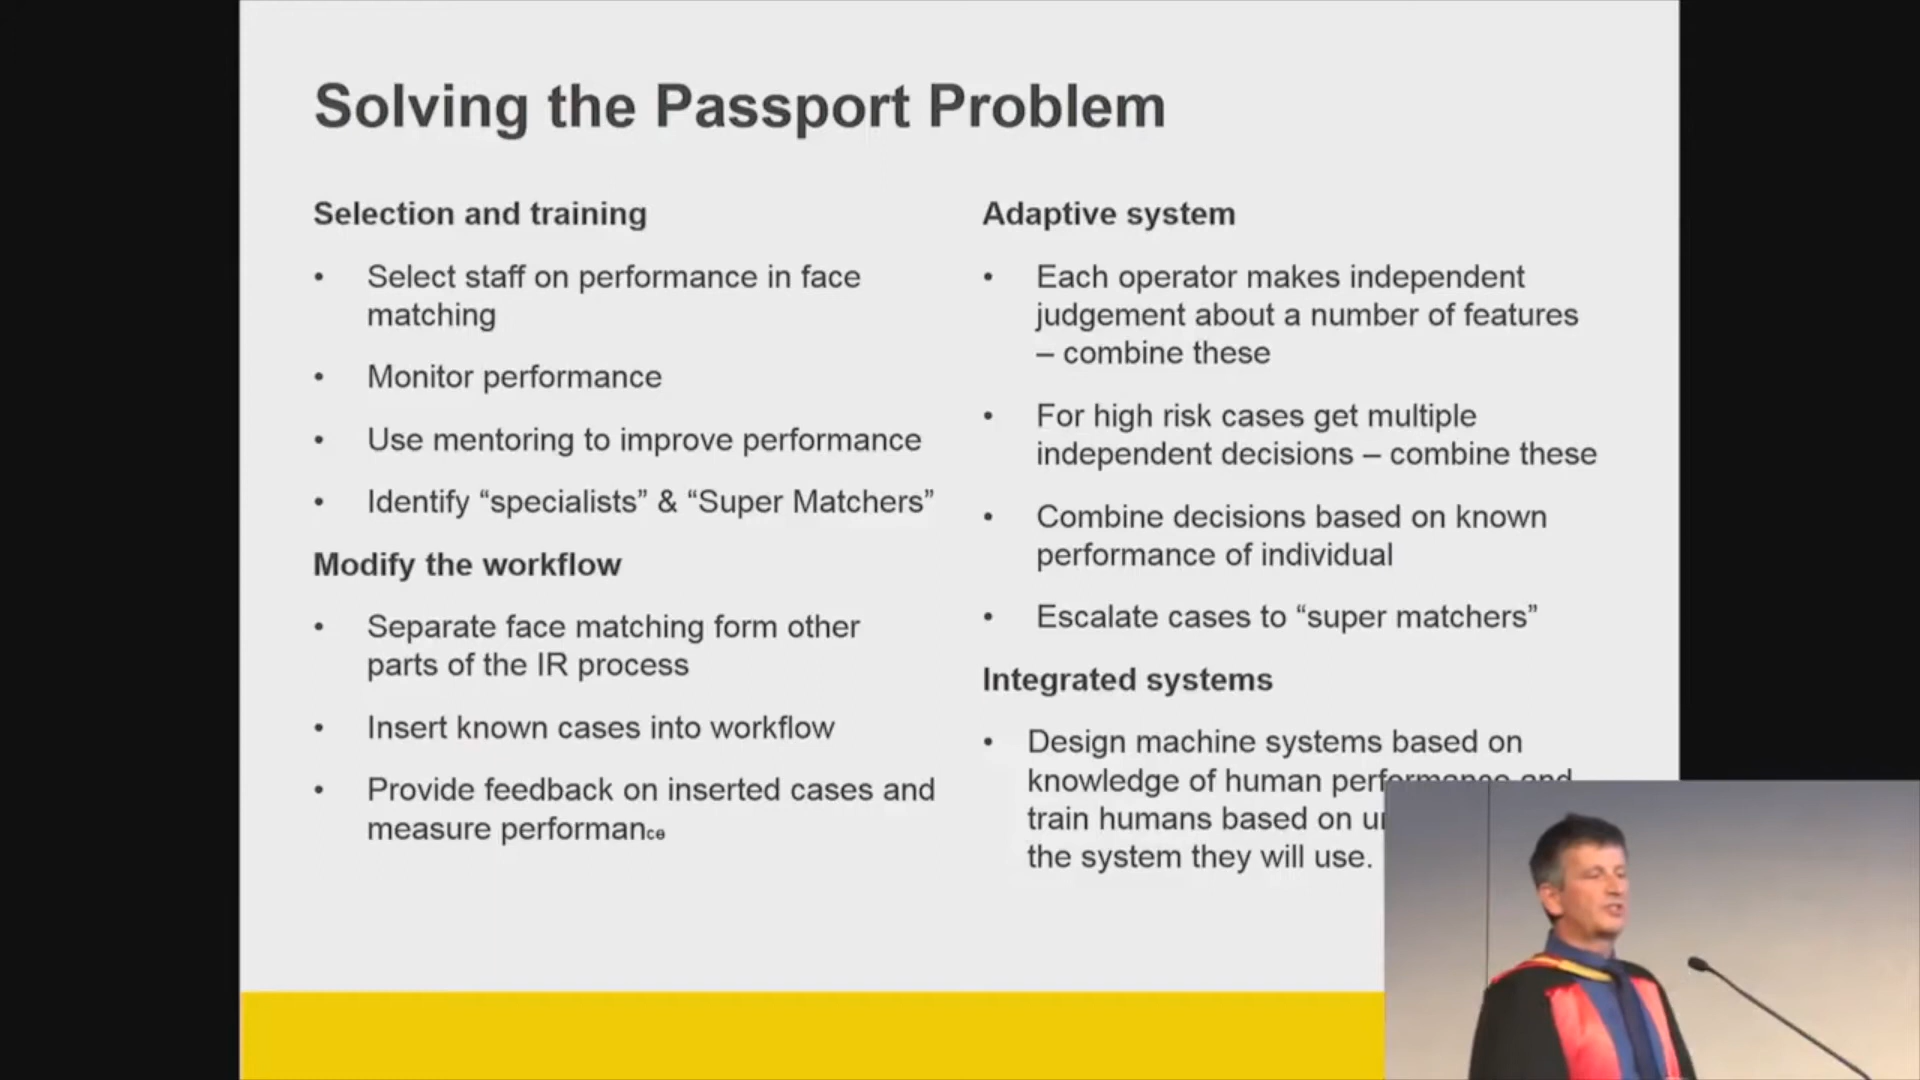 Solving the Passport Problem
Selection and training
• Select staff on performance in face
matching
• Monitor performance
• Use mentoring to improve performance
• Identify “specialists” & “Super Matchers”
Modify the workflow
• Separate face matching form other
parts of the IR process
• Insert known cases into workflow
• Provide feedback on inserted cases and
measure performance
Adaptive system
• Each operator makes independent
judgement about a number of features
– combine these
• For high risk cases get multiple
independent decisions – combine these
• Combine decisions based on known
performance of individual
• Escalate cases to “super matchers”
Integrated systems
• Design machine systems based on
knowledge of human performance and
train humans based on
the system they will use.